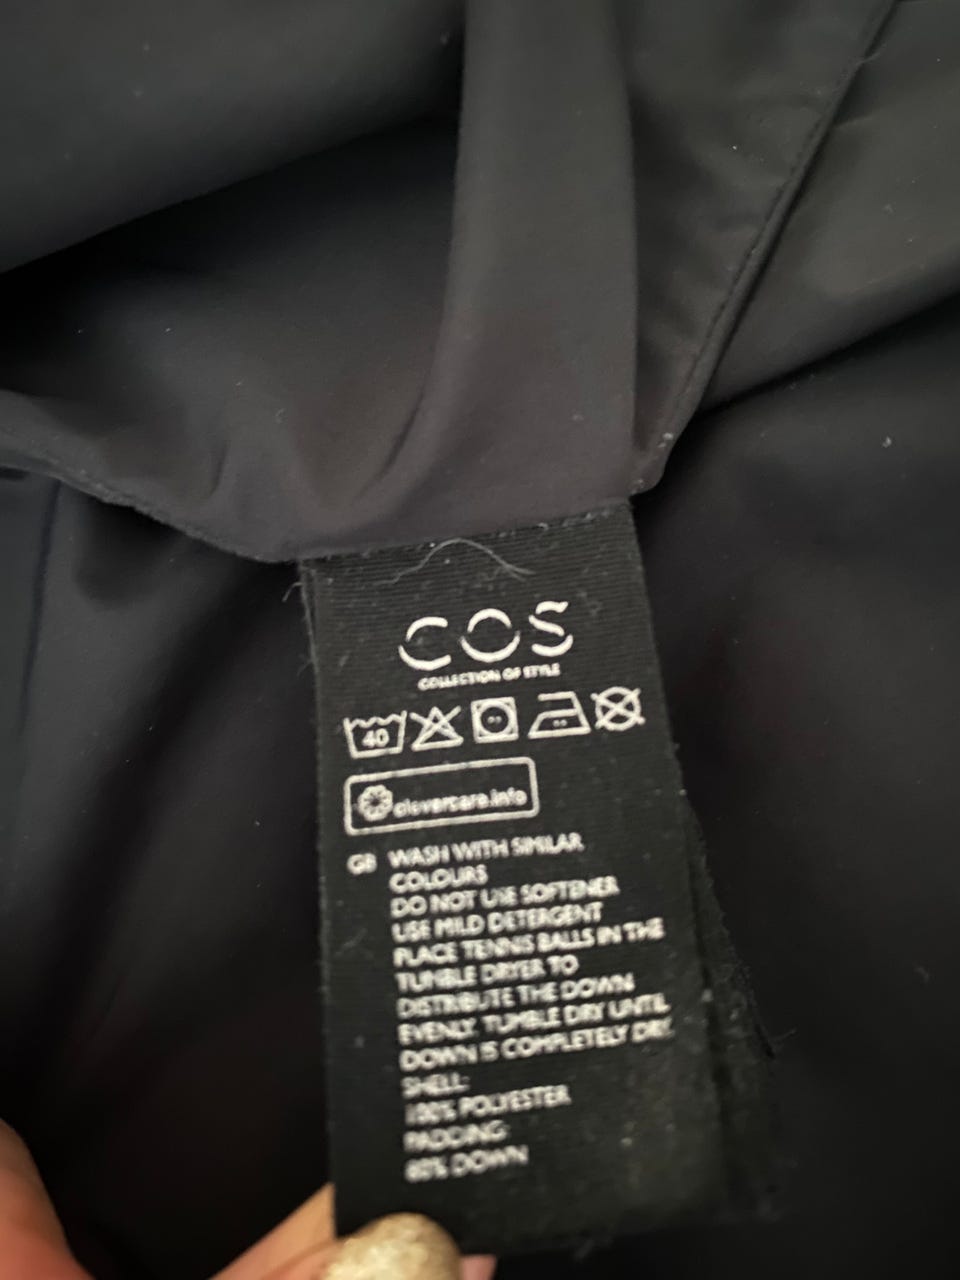 COS
COLLECTION OF STYLE
40
clevercare.info
GB WASH WITH SIMILAR
COLOURS
DO NOT USE SOFTENER
USE MILD DETERGENT
PLACE TENNIS BALLS IN THE
TUMBLE DRYER TO
DISTRIBUTE THE DOWN
EVENLY. TUMBLE DRY UNTIL
DOWN IS COMPLETELY DRY.
SHELL:
100% POLYESTER
PADDING:
80% DOWN